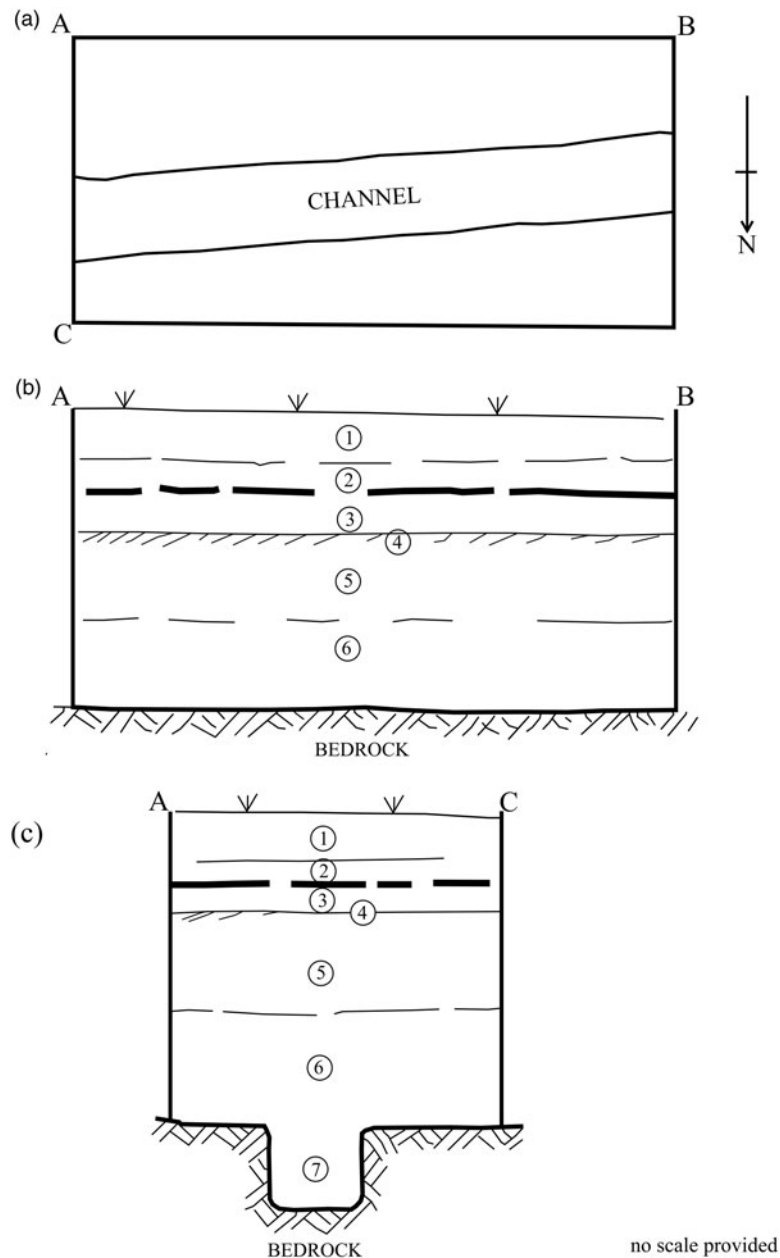 (a) A B
CHANNEL
N
C
(b) A B
①
②
③
④
⑤
⑥
BEDROCK
(c) A C
①
②
③
④
⑤
⑥
⑦
BEDROCK
no scale provided